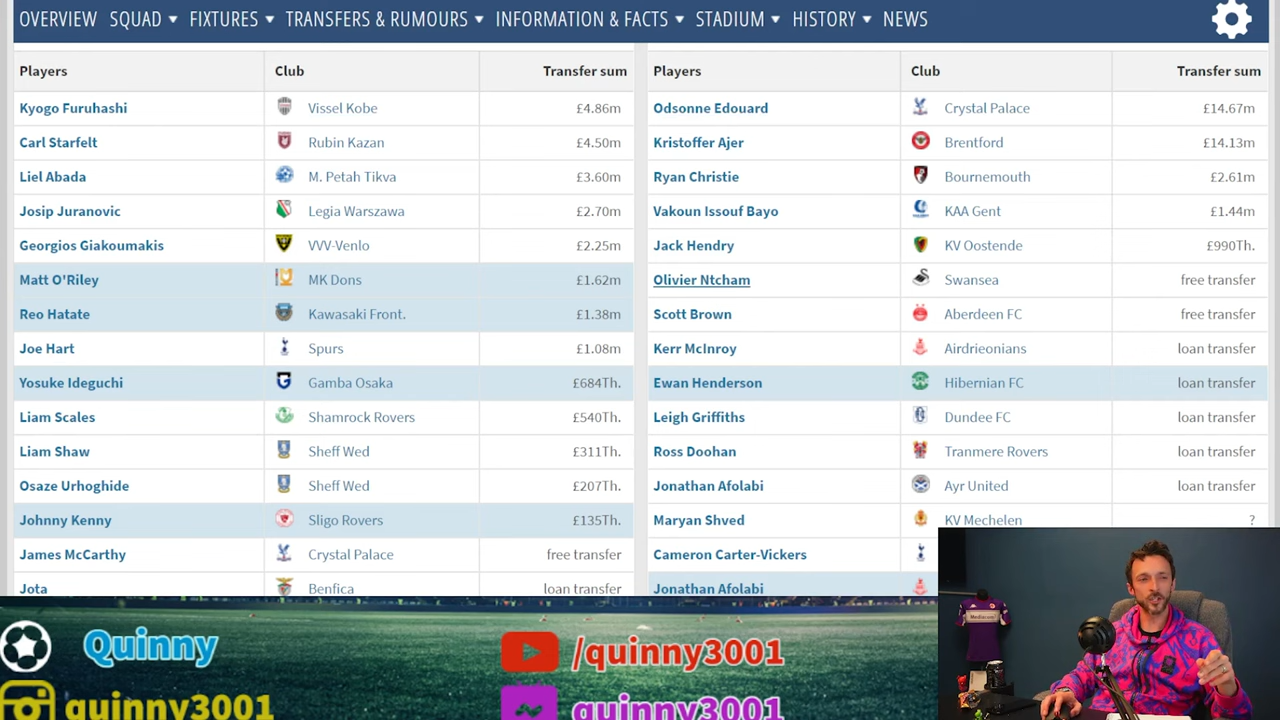 OVERVIEW SQUAD FIXTURES TRANSFERS & RUMOURS INFORMATION & FACTS STADIUM HISTORY NEWS
Players Club Transfer sum
Kyogo Furuhashi Vissel Kobe £4.86m
Carl Starfelt Rubin Kazan £4.50m
Liel Abada M. Petah Tikva £3.60m
Josip Juranovic Legia Warszawa £2.70m
Georgios Giakoumakis VVV-Venlo £2.25m
Matt O'Riley MK Dons £1.62m
Reo Hatate Kawasaki Front. £1.38m
Joe Hart Spurs £1.08m
Yosuke Ideguchi Gamba Osaka £684Th.
Liam Scales Shamrock Rovers £540Th.
Liam Shaw Sheff Wed £311Th.
Osaze Urhoghide Sheff Wed £207Th.
Johnny Kenny Sligo Rovers £135Th.
James McCarthy Crystal Palace free transfer
Jota Benfica loan transfer
Players Club Transfer sum
Odsonne Edouard Crystal Palace £14.67m
Kristoffer Ajer Brentford £14.13m
Ryan Christie Bournemouth £2.61m
Vakoun Issouf Bayo KAA Gent £1.44m
Jack Hendry KV Oostende £990Th.
Olivier Ntcham Swansea free transfer
Scott Brown Aberdeen FC free transfer
Kerr McInroy Airdrieonians loan transfer
Ewan Henderson Hibernian FC loan transfer
Leigh Griffiths Dundee FC loan transfer
Ross Doohan Tranmere Rovers loan transfer
Jonathan Afolabi Ayr United loan transfer
Maryan Shved KV Mechelen ?
Cameron Carter-Vickers
Jonathan Afolabi
Quinny
quinny3001
/quinny3001
quinny3001